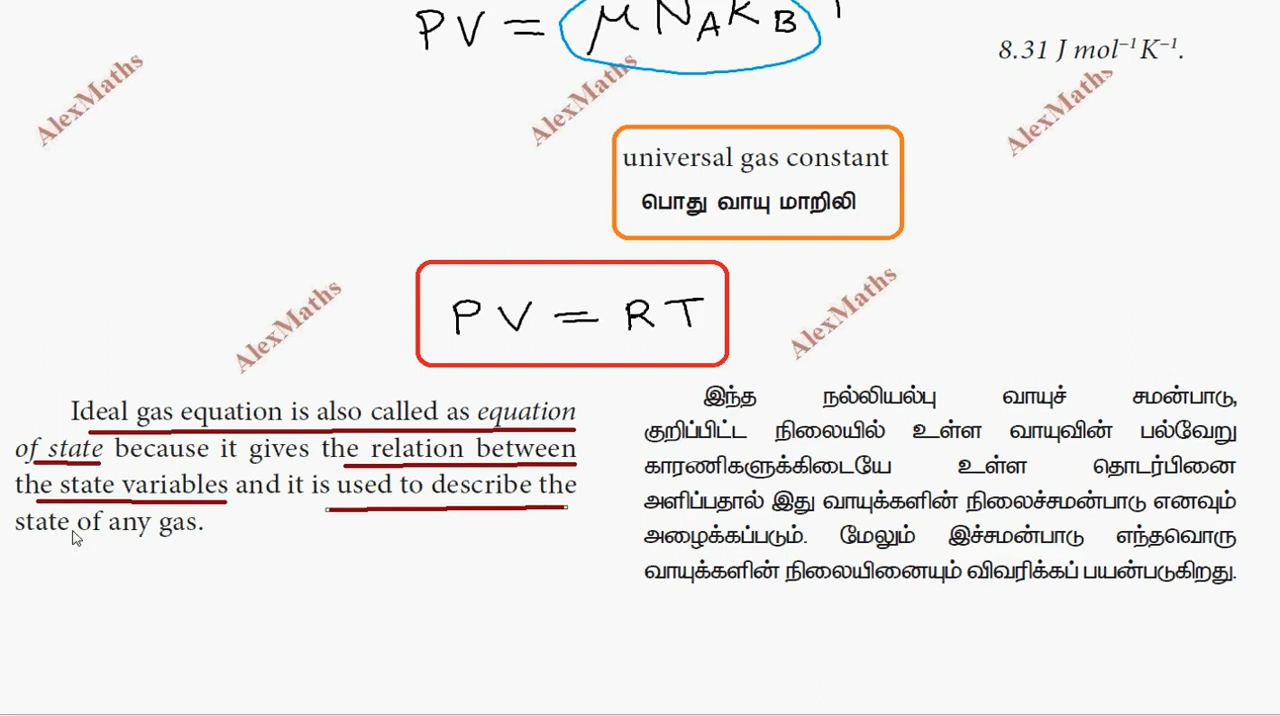 PV = μ N_A K_B T
8.31 J mol⁻¹ K⁻¹.
AlexMaths
AlexMaths
AlexMaths
universal gas constant
பொது வாயு மாறிலி
AlexMaths
PV = RT
AlexMaths
Ideal gas equation is also called as equation
of state because it gives the relation between
the state variables and it is used to describe the
state of any gas.
இந்த நல்லியல்பு வாயுச் சமன்பாடு,
குறிப்பிட்ட நிலையில் உள்ள வாயுவின் பல்வேறு
காரணிகளுக்கிடையே உள்ள தொடர்பினை
அளிப்பதால் இது வாயுக்களின் நிலைச்சமன்பாடு எனவும்
அழைக்கப்படும். மேலும் இச்சமன்பாடு எந்தவொரு
வாயுக்களின் நிலையினையும் விவரிக்கப் பயன்படுகிறது.